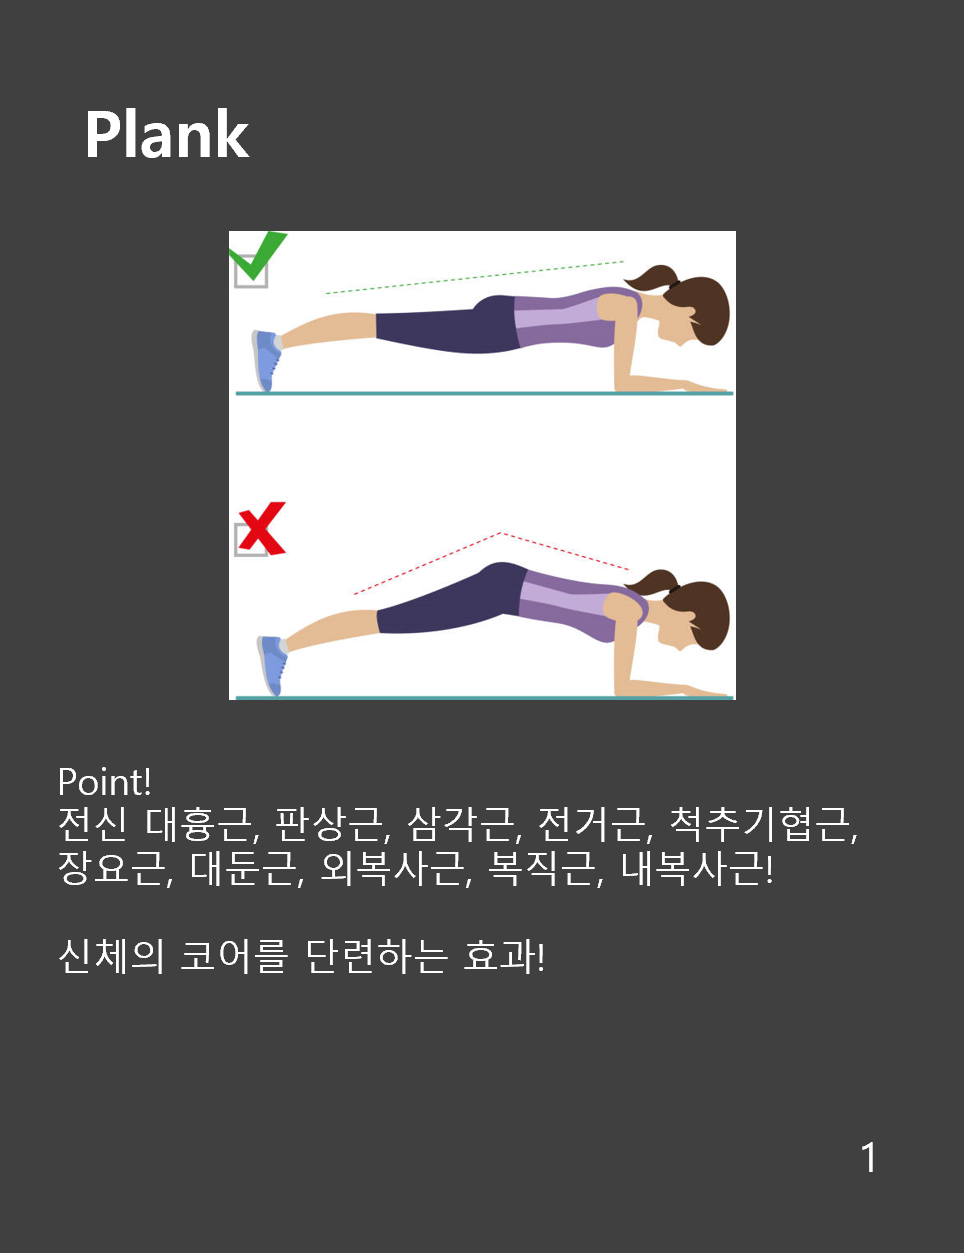 Plank
Point!
전신 대흉근, 판상근, 삼각근, 전거근, 척추기협근,
장요근, 대둔근, 외복사근, 복직근, 내복사근!
신체의 코어를 단련하는 효과!
1